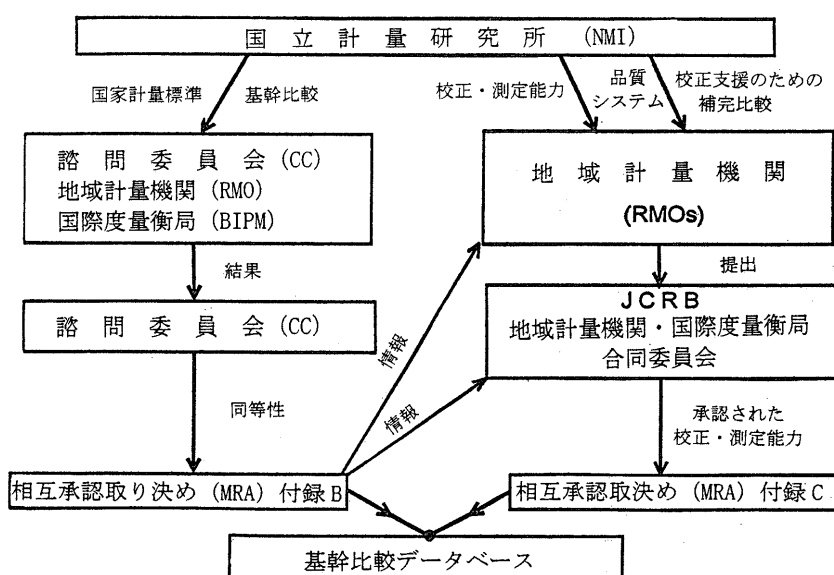 国立計量研究所 (NMI)
国家計量標準 基幹比較
校正・測定能力
品質
システム
校正支援のための
補完比較
諮問委員会(CC)
地域計量機関(RMO)
国際度量衡局(BIPM)
地域計量機関
(RMOs)
結果
提出
諮問委員会(CC)
JCRB
地域計量機関・国際度量衡局
合同委員会
情報
情報
同等性
承認された
校正・測定能力
相互承認取り決め(MRA)付録B
相互承認取決め(MRA)付録C
基幹比較データベース